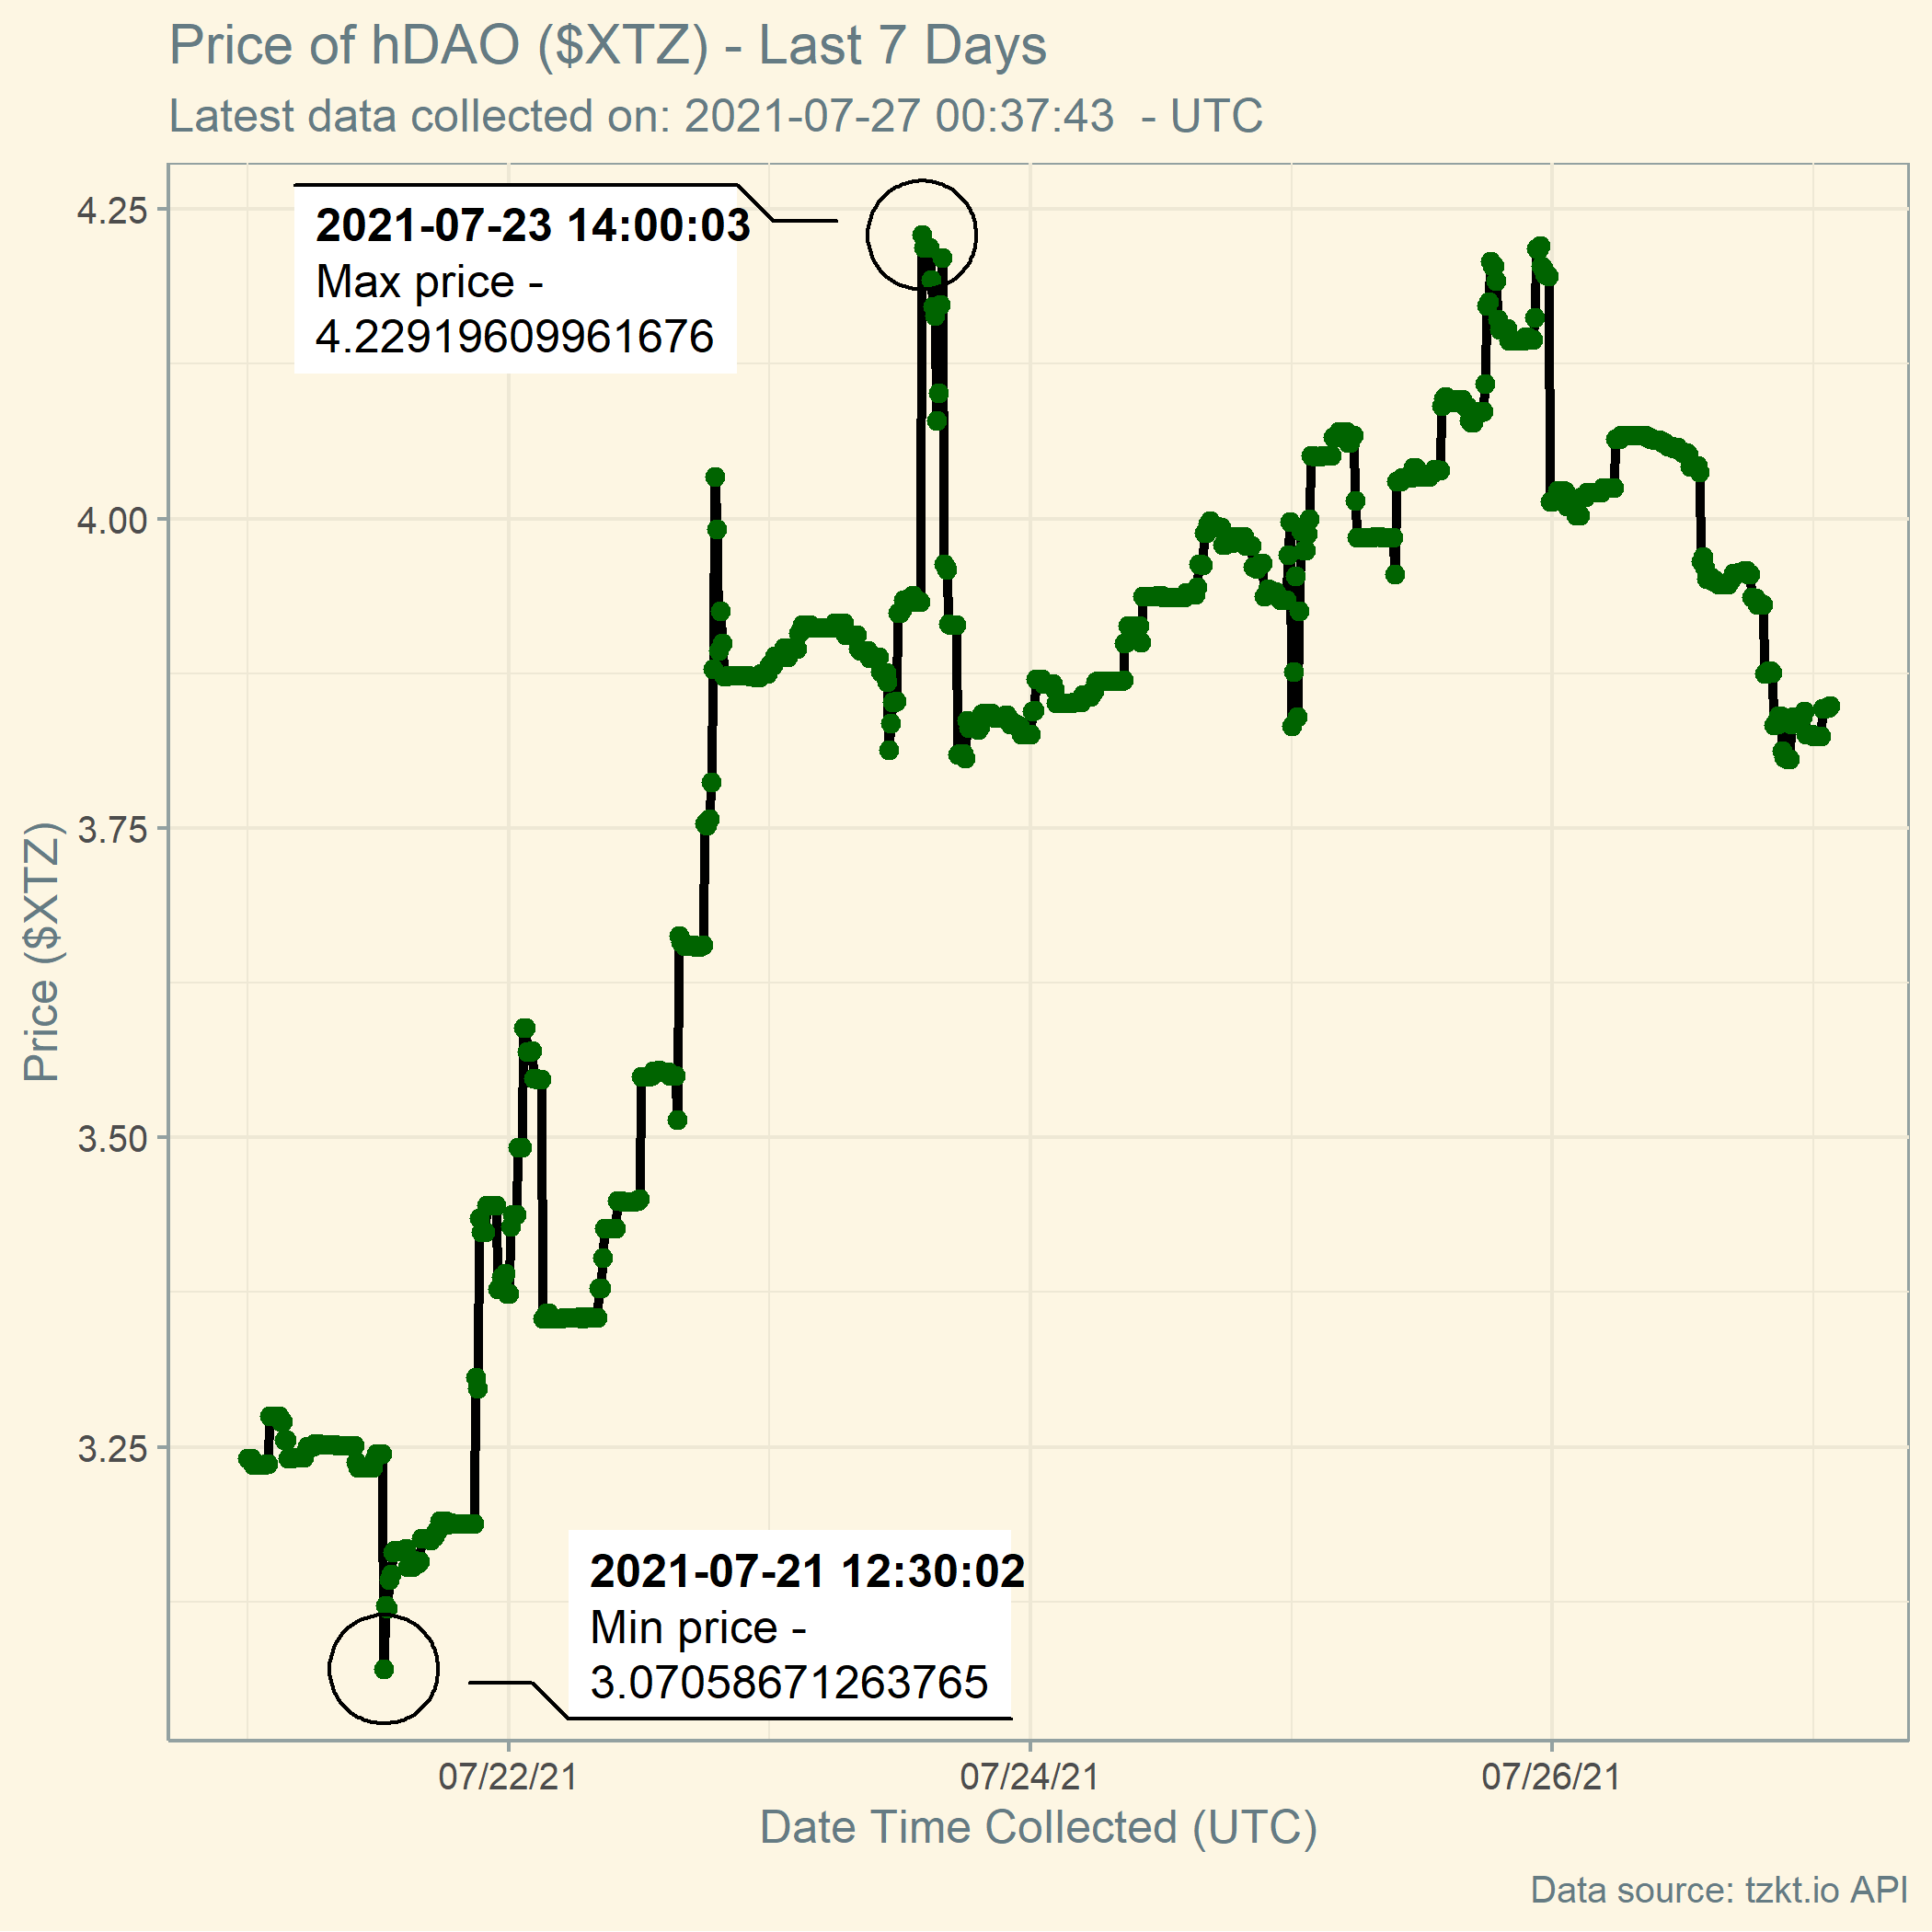 Price of hDAO ($XTZ) - Last 7 Days
Latest data collected on: 2021-07-27 00:37:43  - UTC
2021-07-23 14:00:03
Max price -
4.22919609961676
4.25
4.00
3.75
3.50
3.25
Price ($XTZ)
2021-07-21 12:30:02
Min price -
3.07058671263765
07/22/21
07/24/21
07/26/21
Date Time Collected (UTC)
Data source: tzkt.io API